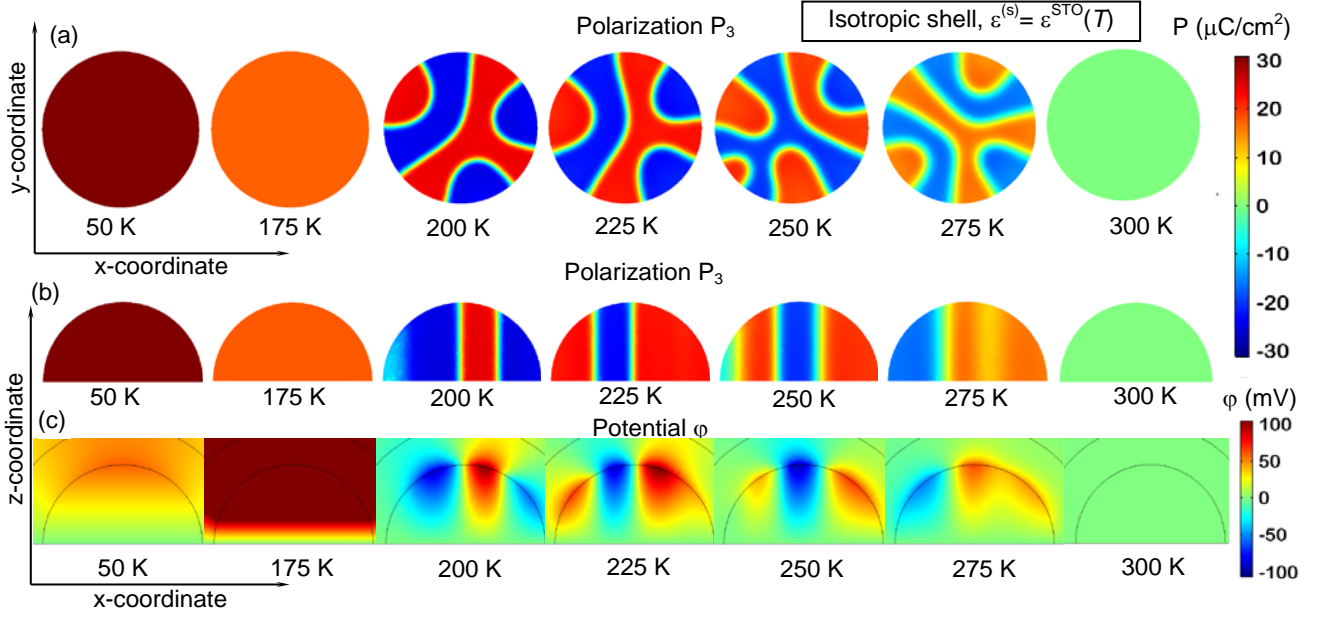 (a)
Polarization P3
Isotropic shell, ε(s)= εSTO(T)
P (μC/cm2)
y-coordinate
50 K 175 K 200 K 225 K 250 K 275 K 300 K
x-coordinate
30
20
10
0
-10
-20
-30
Polarization P3
(b)
50 K 175 K 200 K 225 K 250 K 275 K 300 K
z-coordinate
(c)
Potential φ
φ (mV)
100
50
0
-50
-100
50 K 175 K 200 K 225 K 250 K 275 K 300 K
x-coordinate